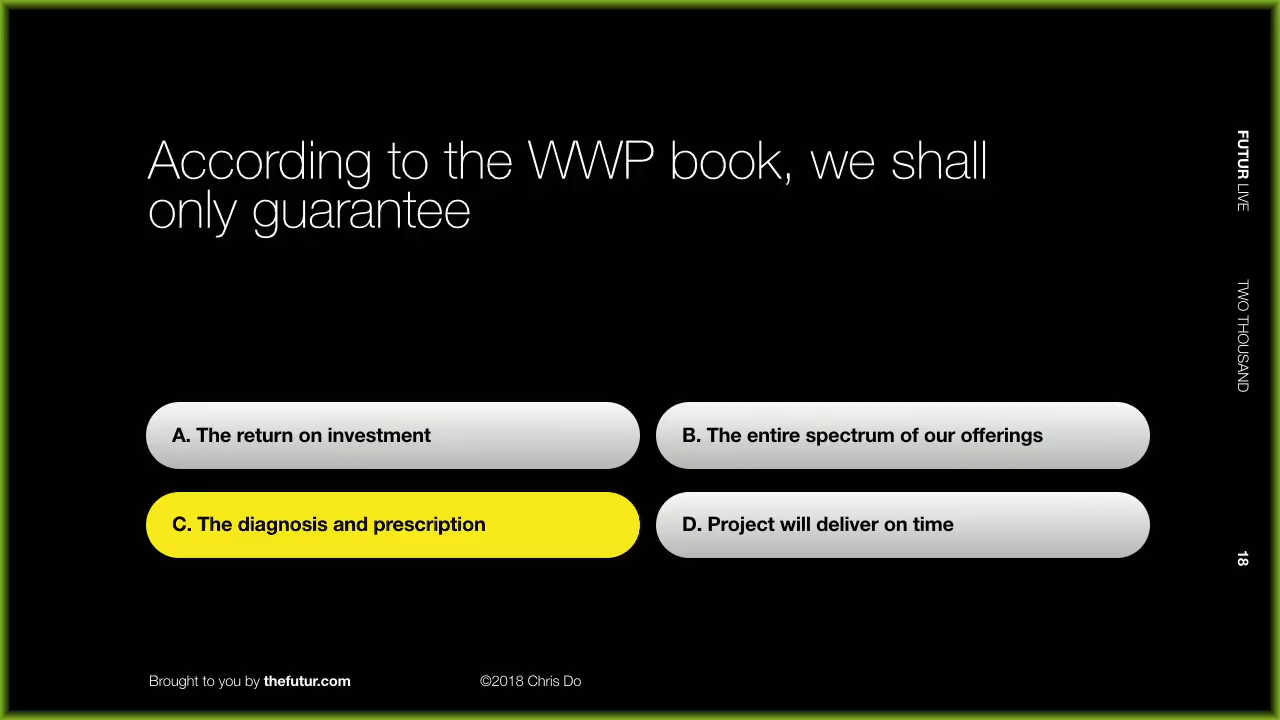 According to the WWP book, we shall
only guarantee
A. The return on investment
B. The entire spectrum of our offerings
C. The diagnosis and prescription
D. Project will deliver on time
FUTUR LIVE
TWO THOUSAND
18
Brought to you by thefutur.com
©2018 Chris Do